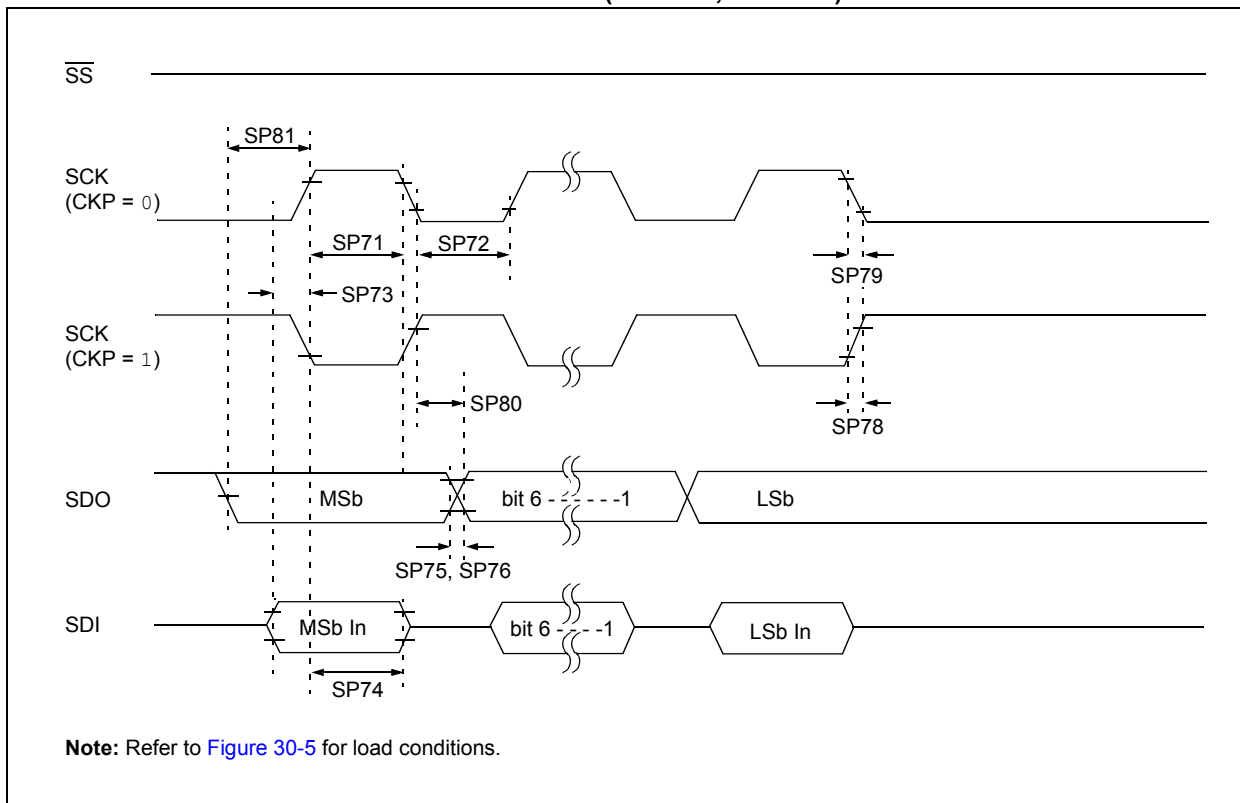 SS
SP81
SCK
(CKP = 0)
SP71
SP72
SP79
SP73
SCK
(CKP = 1)
SP80
SP78
SDO
MSb
bit 6 - - - - - -1
LSb
SP75, SP76
SDI
MSb In
bit 6 - - - -1
LSb In
SP74
Note: Refer to Figure 30-5 for load conditions.